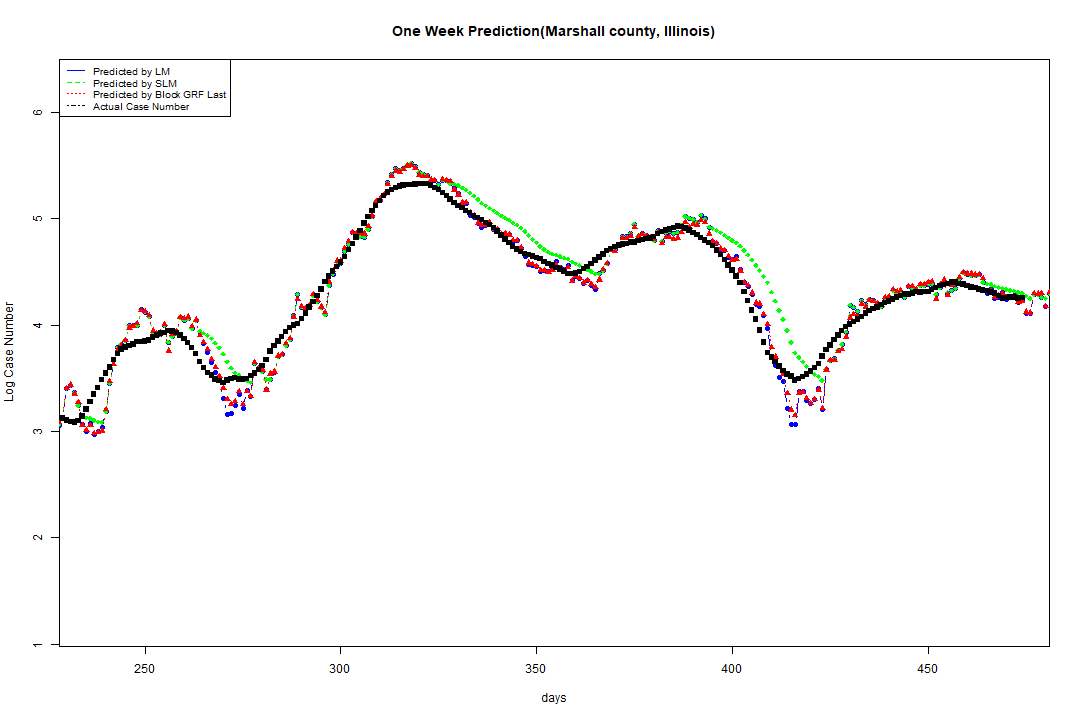 One Week Prediction(Marshall county, Illinois)
Predicted by LM
Predicted by SLM
Predicted by Block GRF Last
Actual Case Number
Log Case Number
6
5
4
3
2
1
250 300 350 400 450
days